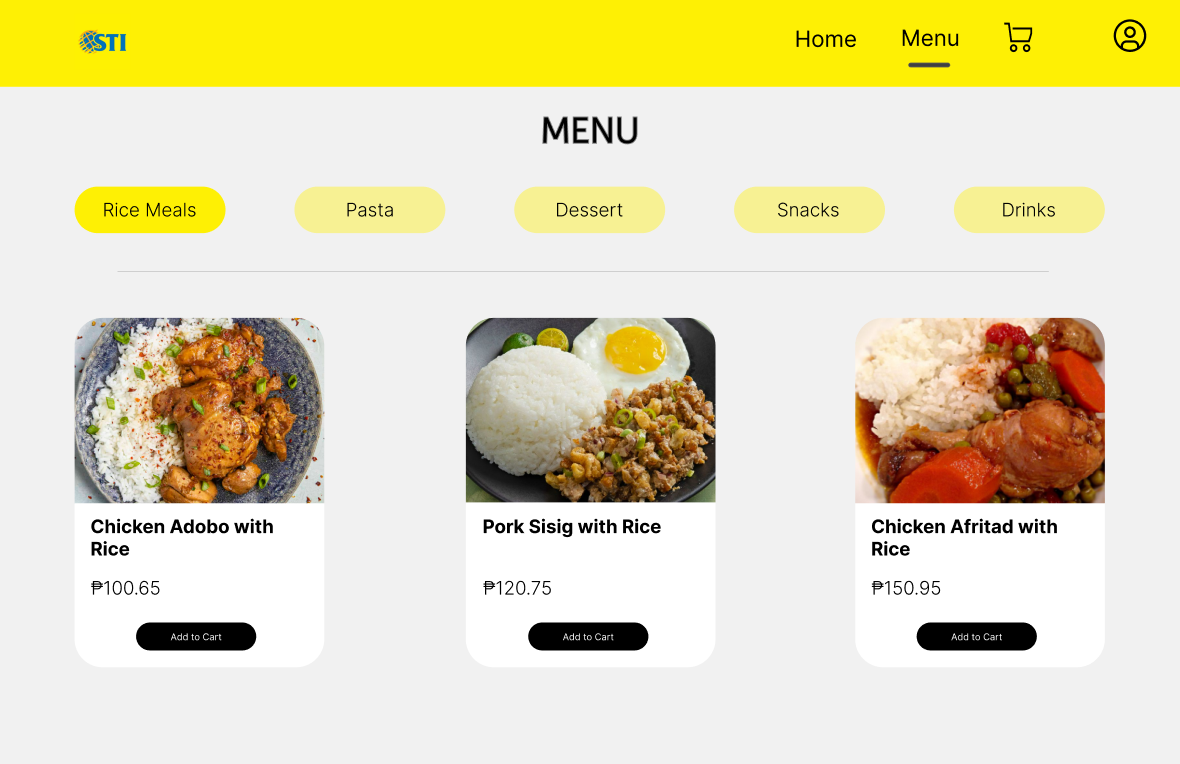 STI
Home
Menu
MENU
Rice Meals
Pasta
Dessert
Snacks
Drinks
Chicken Adobo with
Rice
₱100.65
Add to Cart
Pork Sisig with Rice
₱120.75
Add to Cart
Chicken Afritad with
Rice
₱150.95
Add to Cart